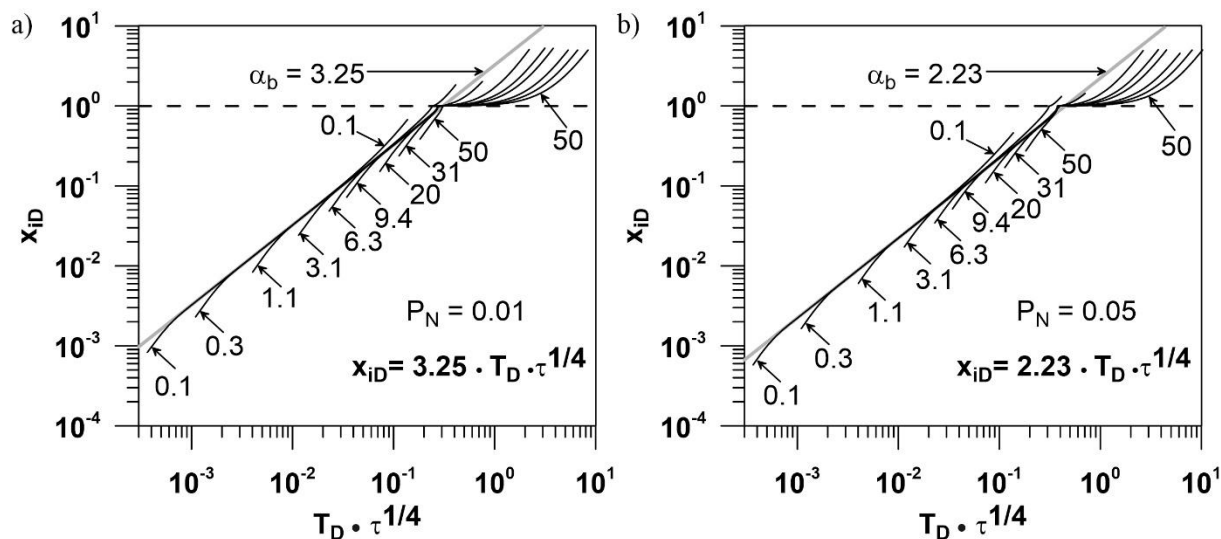 a)
x_iD
10^1
10^0
10^-1
10^-2
10^-3
10^-4
α_b = 3.25
0.1
50
50
31
20
9.4
6.3
3.1
1.1
0.3
0.1
P_N = 0.01
x_iD= 3.25 • T_D • τ^1/4
10^-3 10^-2 10^-1 10^0 10^1
T_D • τ^1/4
b)
x_iD
10^1
10^0
10^-1
10^-2
10^-3
10^-4
α_b = 2.23
0.1
50
50
31
20
9.4
6.3
3.1
1.1
0.3
0.1
P_N = 0.05
x_iD= 2.23 • T_D • τ^1/4
10^-3 10^-2 10^-1 10^0 10^1
T_D • τ^1/4